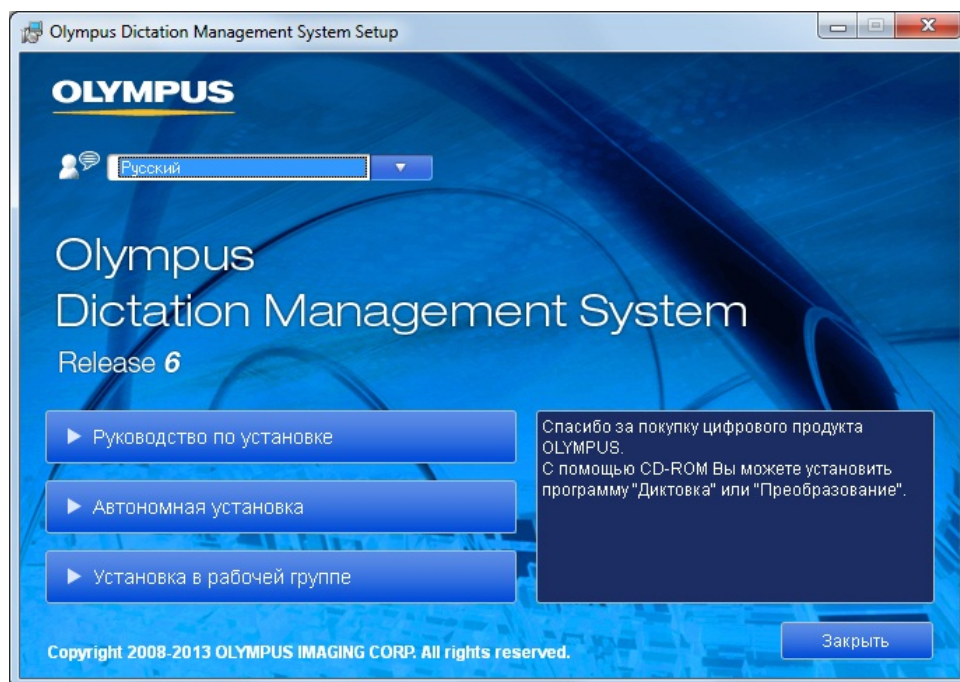 Olympus Dictation Management System Setup
OLYMPUS
Русский
Olympus
Dictation Management System
Release 6
Руководство по установке
Автономная установка
Установка в рабочей группе
Спасибо за покупку цифрового продукта
OLYMPUS.
С помощью CD-ROM Вы можете установить
программу "Диктовка" или "Преобразование".
Закрыть
Copyright 2008-2013 OLYMPUS IMAGING CORP. All rights reserved.